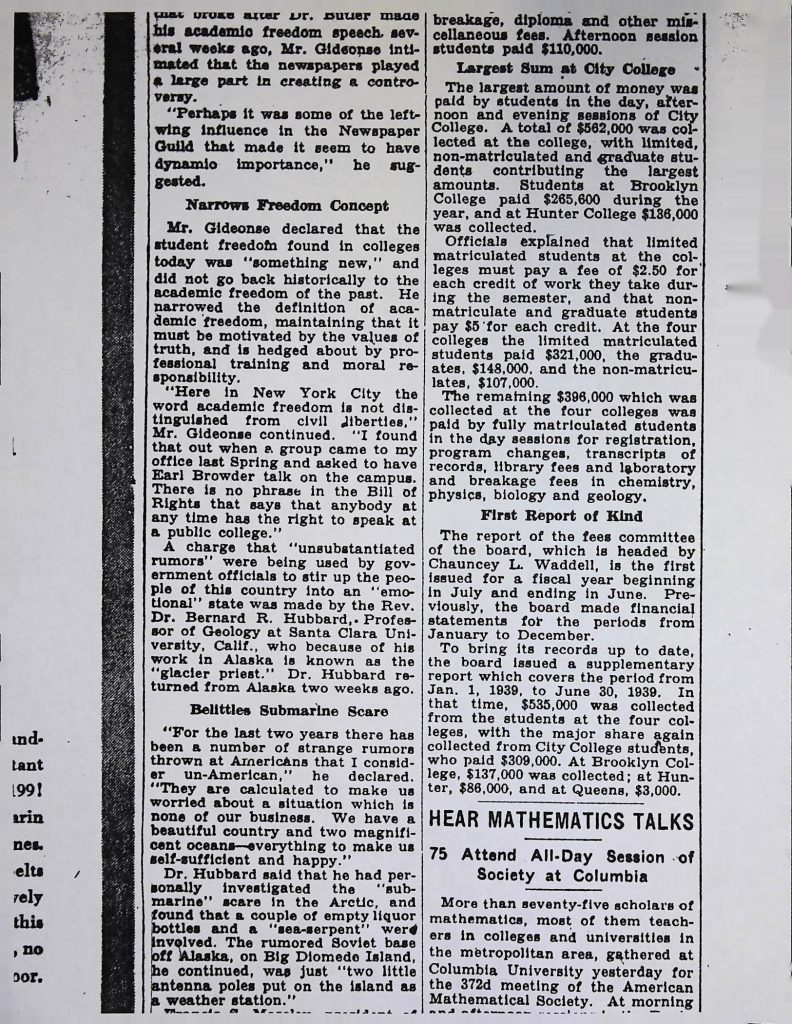 that broke after Dr. Butler made
his academic freedom speech sev-
eral weeks ago, Mr. Gideonse inti-
mated that the newspapers played
a large part in creating a contro-
versy.
"Perhaps it was some of the left-
wing influence in the Newspaper
Guild that made it seem to have
dynamic importance," he sug-
gested.
Narrows Freedom Concept
Mr. Gideonse declared that the
student freedom found in colleges
today was "something new," and
did not go back historically to the
academic freedom of the past. He
narrowed the definition of aca-
demic freedom, maintaining that it
must be motivated by the values of
truth, and is hedged about by pro-
fessional training and moral re-
sponsibility.
"Here in New York City the
word academic freedom is not dis-
tinguished from civil liberties,"
Mr. Gideonse continued. "I found
that out when a group came to my
office last Spring and asked to have
Earl Browder talk on the campus.
There is no phrase in the Bill of
Rights that says that anybody at
any time has the right to speak at
a public college."
A charge that "unsubstantiated
rumors" were being used by gov-
ernment officials to stir up the peo-
ple of this country into an "emo-
tional" state was made by the Rev.
Dr. Bernard R. Hubbard, Profes-
sor of Geology at Santa Clara Uni-
versity, Calif., who because of his
work in Alaska is known as the
"glacier priest." Dr. Hubbard re-
turned from Alaska two weeks ago.
Belittles Submarine Scare
"For the last two years there has
been a number of strange rumors
thrown at Americans that I consid-
er un-American," he declared.
"They are calculated to make us
worried about a situation which is
none of our business. We have a
beautiful country and two magnifi-
cent oceans—everything to make us
self-sufficient and happy."
Dr. Hubbard said that he had per-
sonally investigated the "sub-
marine" scare in the Arctic, and
found that a couple of empty liquor
bottles and a "sea-serpent" were
involved. The rumored Soviet base
off Alaska, on Big Diomede Island,
he continued, was just "two little
antenna poles put on the island as
a weather station."
breakage, diploma and other mis-
cellaneous fees. Afternoon session
students paid $110,000.
Largest Sum at City College
The largest amount of money was
paid by students in the day, after-
noon and evening sessions of City
College. A total of $562,000 was col-
lected at the college, with limited,
non-matriculated and graduate stu-
dents contributing the largest
amounts. Students at Brooklyn
College paid $265,600 during the
year, and at Hunter College $136,000
was collected.
Officials explained that limited
matriculated students at the col-
leges must pay a fee of $2.50 for
each credit of work they take dur-
ing the semester, and that non-
matriculate and graduate students
pay $5 for each credit. At the four
colleges the limited matriculated
students paid $321,000, the gradu-
ates, $148,000, and the non-matricu-
lates, $107,000.
The remaining $396,000 which was
collected at the four colleges was
paid by fully matriculated students
in the day sessions for registration,
program changes, transcripts of
records, library fees and laboratory
and breakage fees in chemistry,
physics, biology and geology.
First Report of Kind
The report of the fees committee
of the board, which is headed by
Chauncey L. Waddell, is the first
issued for a fiscal year beginning
in July and ending in June. Pre-
viously, the board made financial
statements for the periods from
January to December.
To bring its records up to date,
the board issued a supplementary
report which covers the period from
Jan. 1, 1939, to June 30, 1939. In
that time, $535,000 was collected
from the students at the four col-
leges, with the major share again
collected from City College students,
who paid $309,000. At Brooklyn Col-
lege, $137,000 was collected; at Hun-
ter, $86,000, and at Queens, $3,000.
HEAR MATHEMATICS TALKS
75 Attend All-Day Session of
Society at Columbia
More than seventy-five scholars of
mathematics, most of them teach-
ers in colleges and universities in
the metropolitan area, gathered at
Columbia University yesterday for
the 372d meeting of the American
Mathematical Society. At morning
and-
tant
199!
arin
nes.
elts
vely
this
, no
oor.